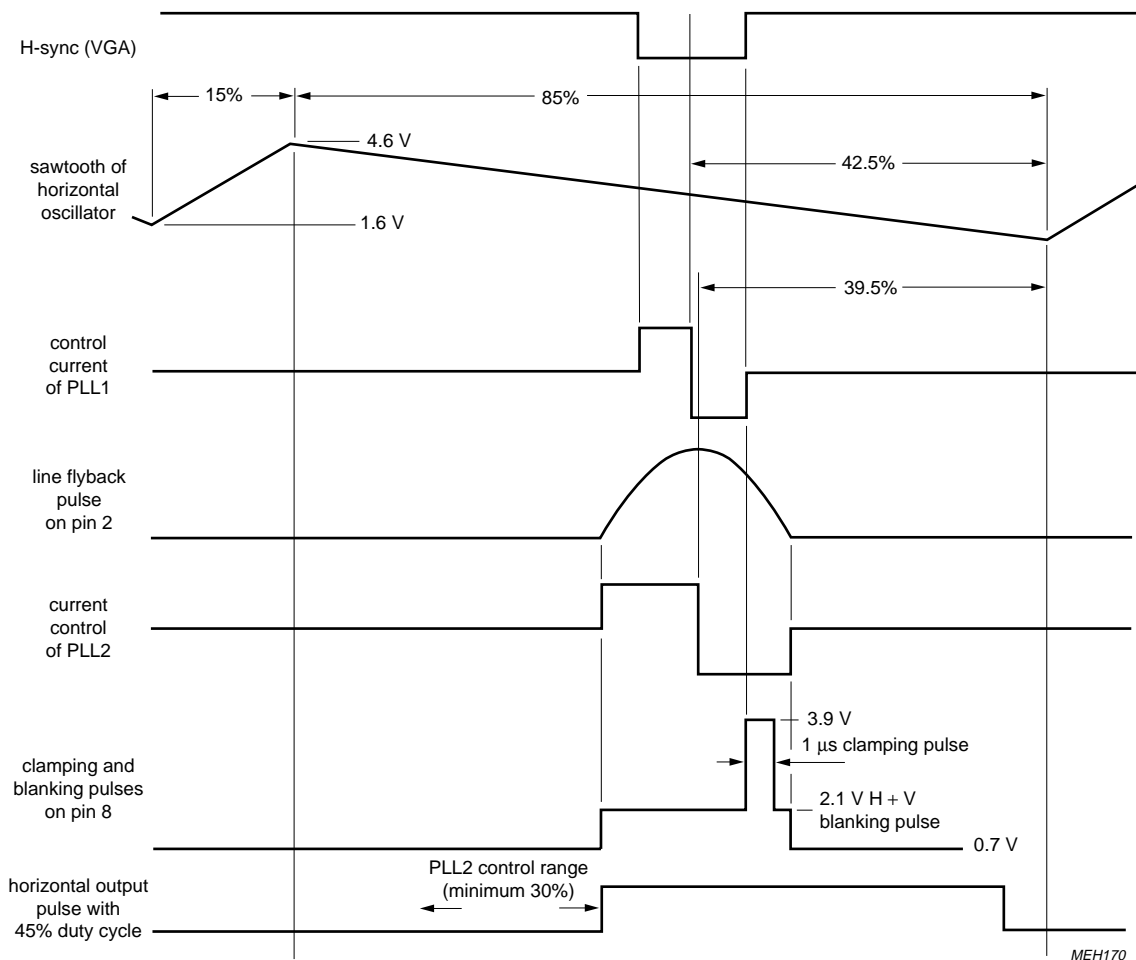 H-sync (VGA)
15%
85%
4.6 V
sawtooth of
horizontal
oscillator
42.5%
1.6 V
39.5%
control
current
of PLL1
line flyback
pulse
on pin 2
current
control
of PLL2
3.9 V
1 μs clamping pulse
clamping and
blanking pulses
on pin 8
2.1 V H + V
blanking pulse
0.7 V
PLL2 control range
(minimum 30%)
horizontal output
pulse with
45% duty cycle
MEH170